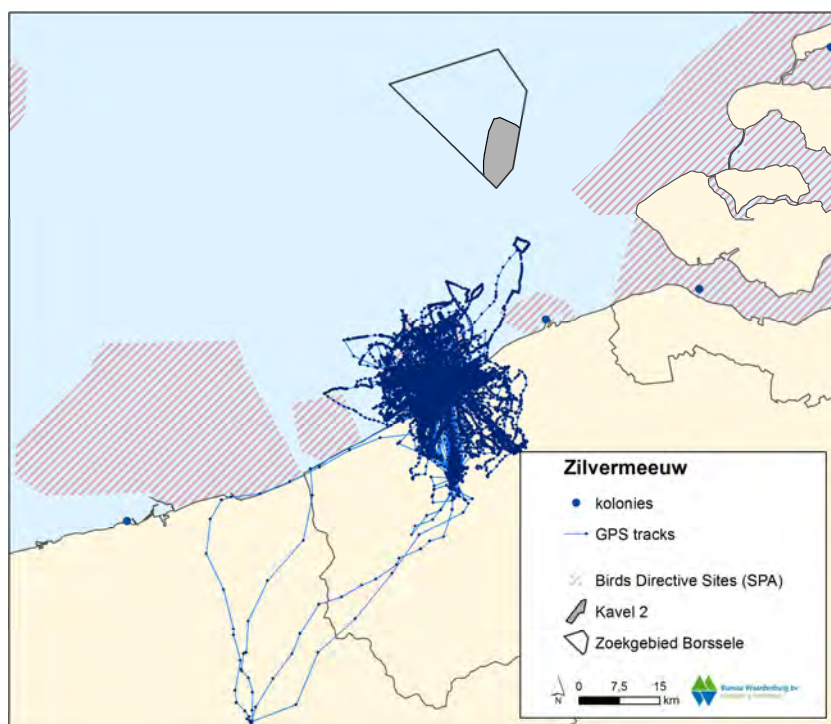 Zilvermeeuw
kolonies
GPS tracks
Birds Directive Sites (SPA)
Kavel 2
Zoekgebied Borssele
N
0 7,5 15
km
Bureau Waardenburg bv